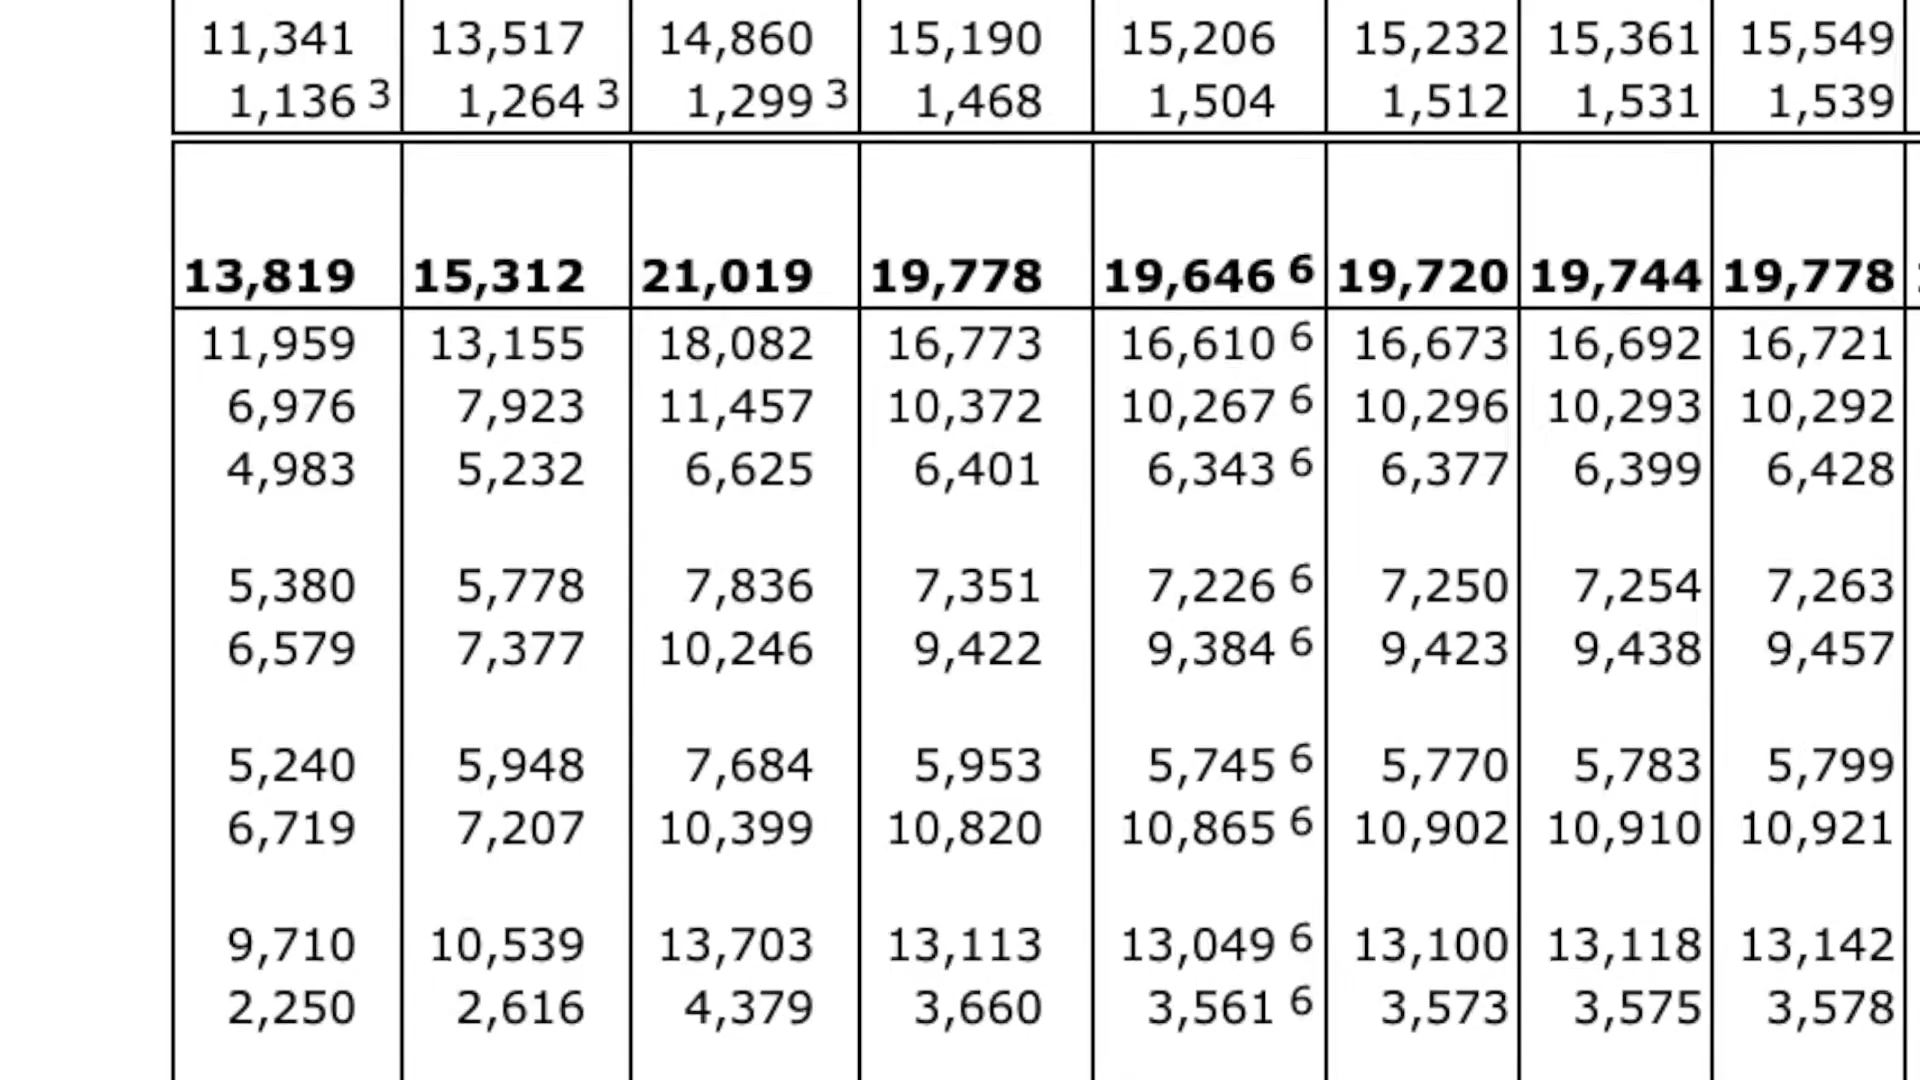 11,341 13,517 14,860 15,190 15,206 15,232 15,361 15,549
1,136 3 1,264 3 1,299 3 1,468 1,504 1,512 1,531 1,539
13,819 15,312 21,019 19,778 19,646 6 19,720 19,744 19,778
11,959 13,155 18,082 16,773 16,610 6 16,673 16,692 16,721
6,976 7,923 11,457 10,372 10,267 6 10,296 10,293 10,292
4,983 5,232 6,625 6,401 6,343 6 6,377 6,399 6,428
5,380 5,778 7,836 7,351 7,226 6 7,250 7,254 7,263
6,579 7,377 10,246 9,422 9,384 6 9,423 9,438 9,457
5,240 5,948 7,684 5,953 5,745 6 5,770 5,783 5,799
6,719 7,207 10,399 10,820 10,865 6 10,902 10,910 10,921
9,710 10,539 13,703 13,113 13,049 6 13,100 13,118 13,142
2,250 2,616 4,379 3,660 3,561 6 3,573 3,575 3,578